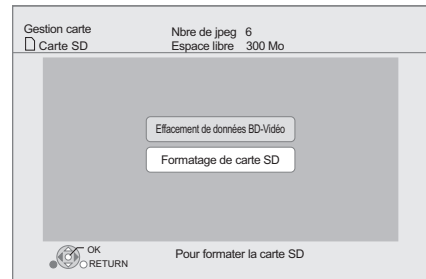 Gestion carte
Nbre de jpeg 6
Carte SD
Espace libre 300 Mo
Effacement de données BD-Vidéo
Formatage de carte SD
OK
RETURN
Pour formater la carte SD